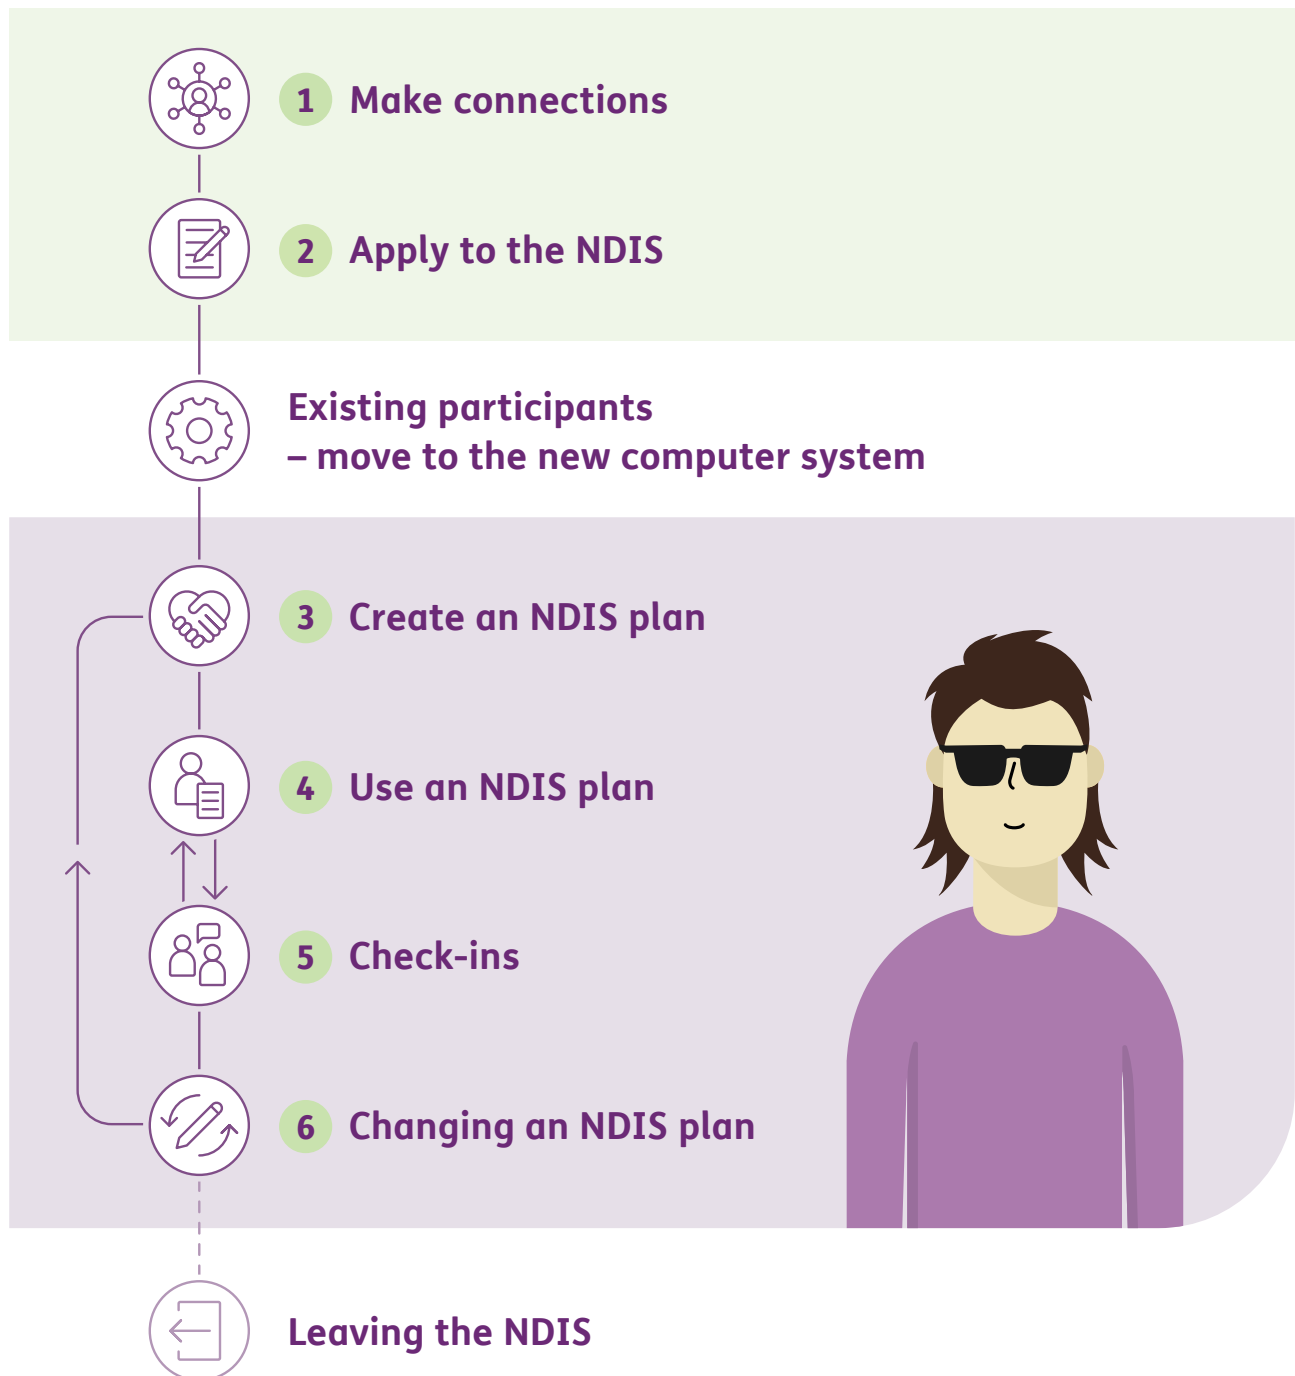 1 Make connections
2 Apply to the NDIS
Existing participants
– move to the new computer system
3 Create an NDIS plan
4 Use an NDIS plan
5 Check-ins
6 Changing an NDIS plan
Leaving the NDIS